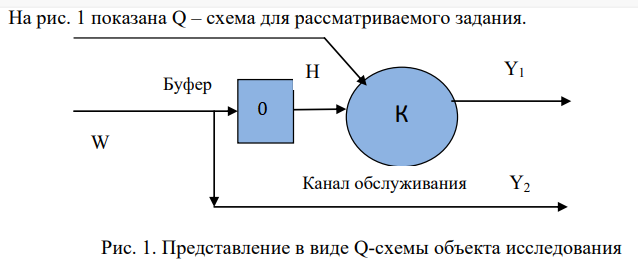 На рис. 1 показана Q – схема для рассматриваемого задания.
Буфер
H
Y1
0
К
W
Канал обслуживания
Y2
Рис. 1. Представление в виде Q-схемы объекта исследования